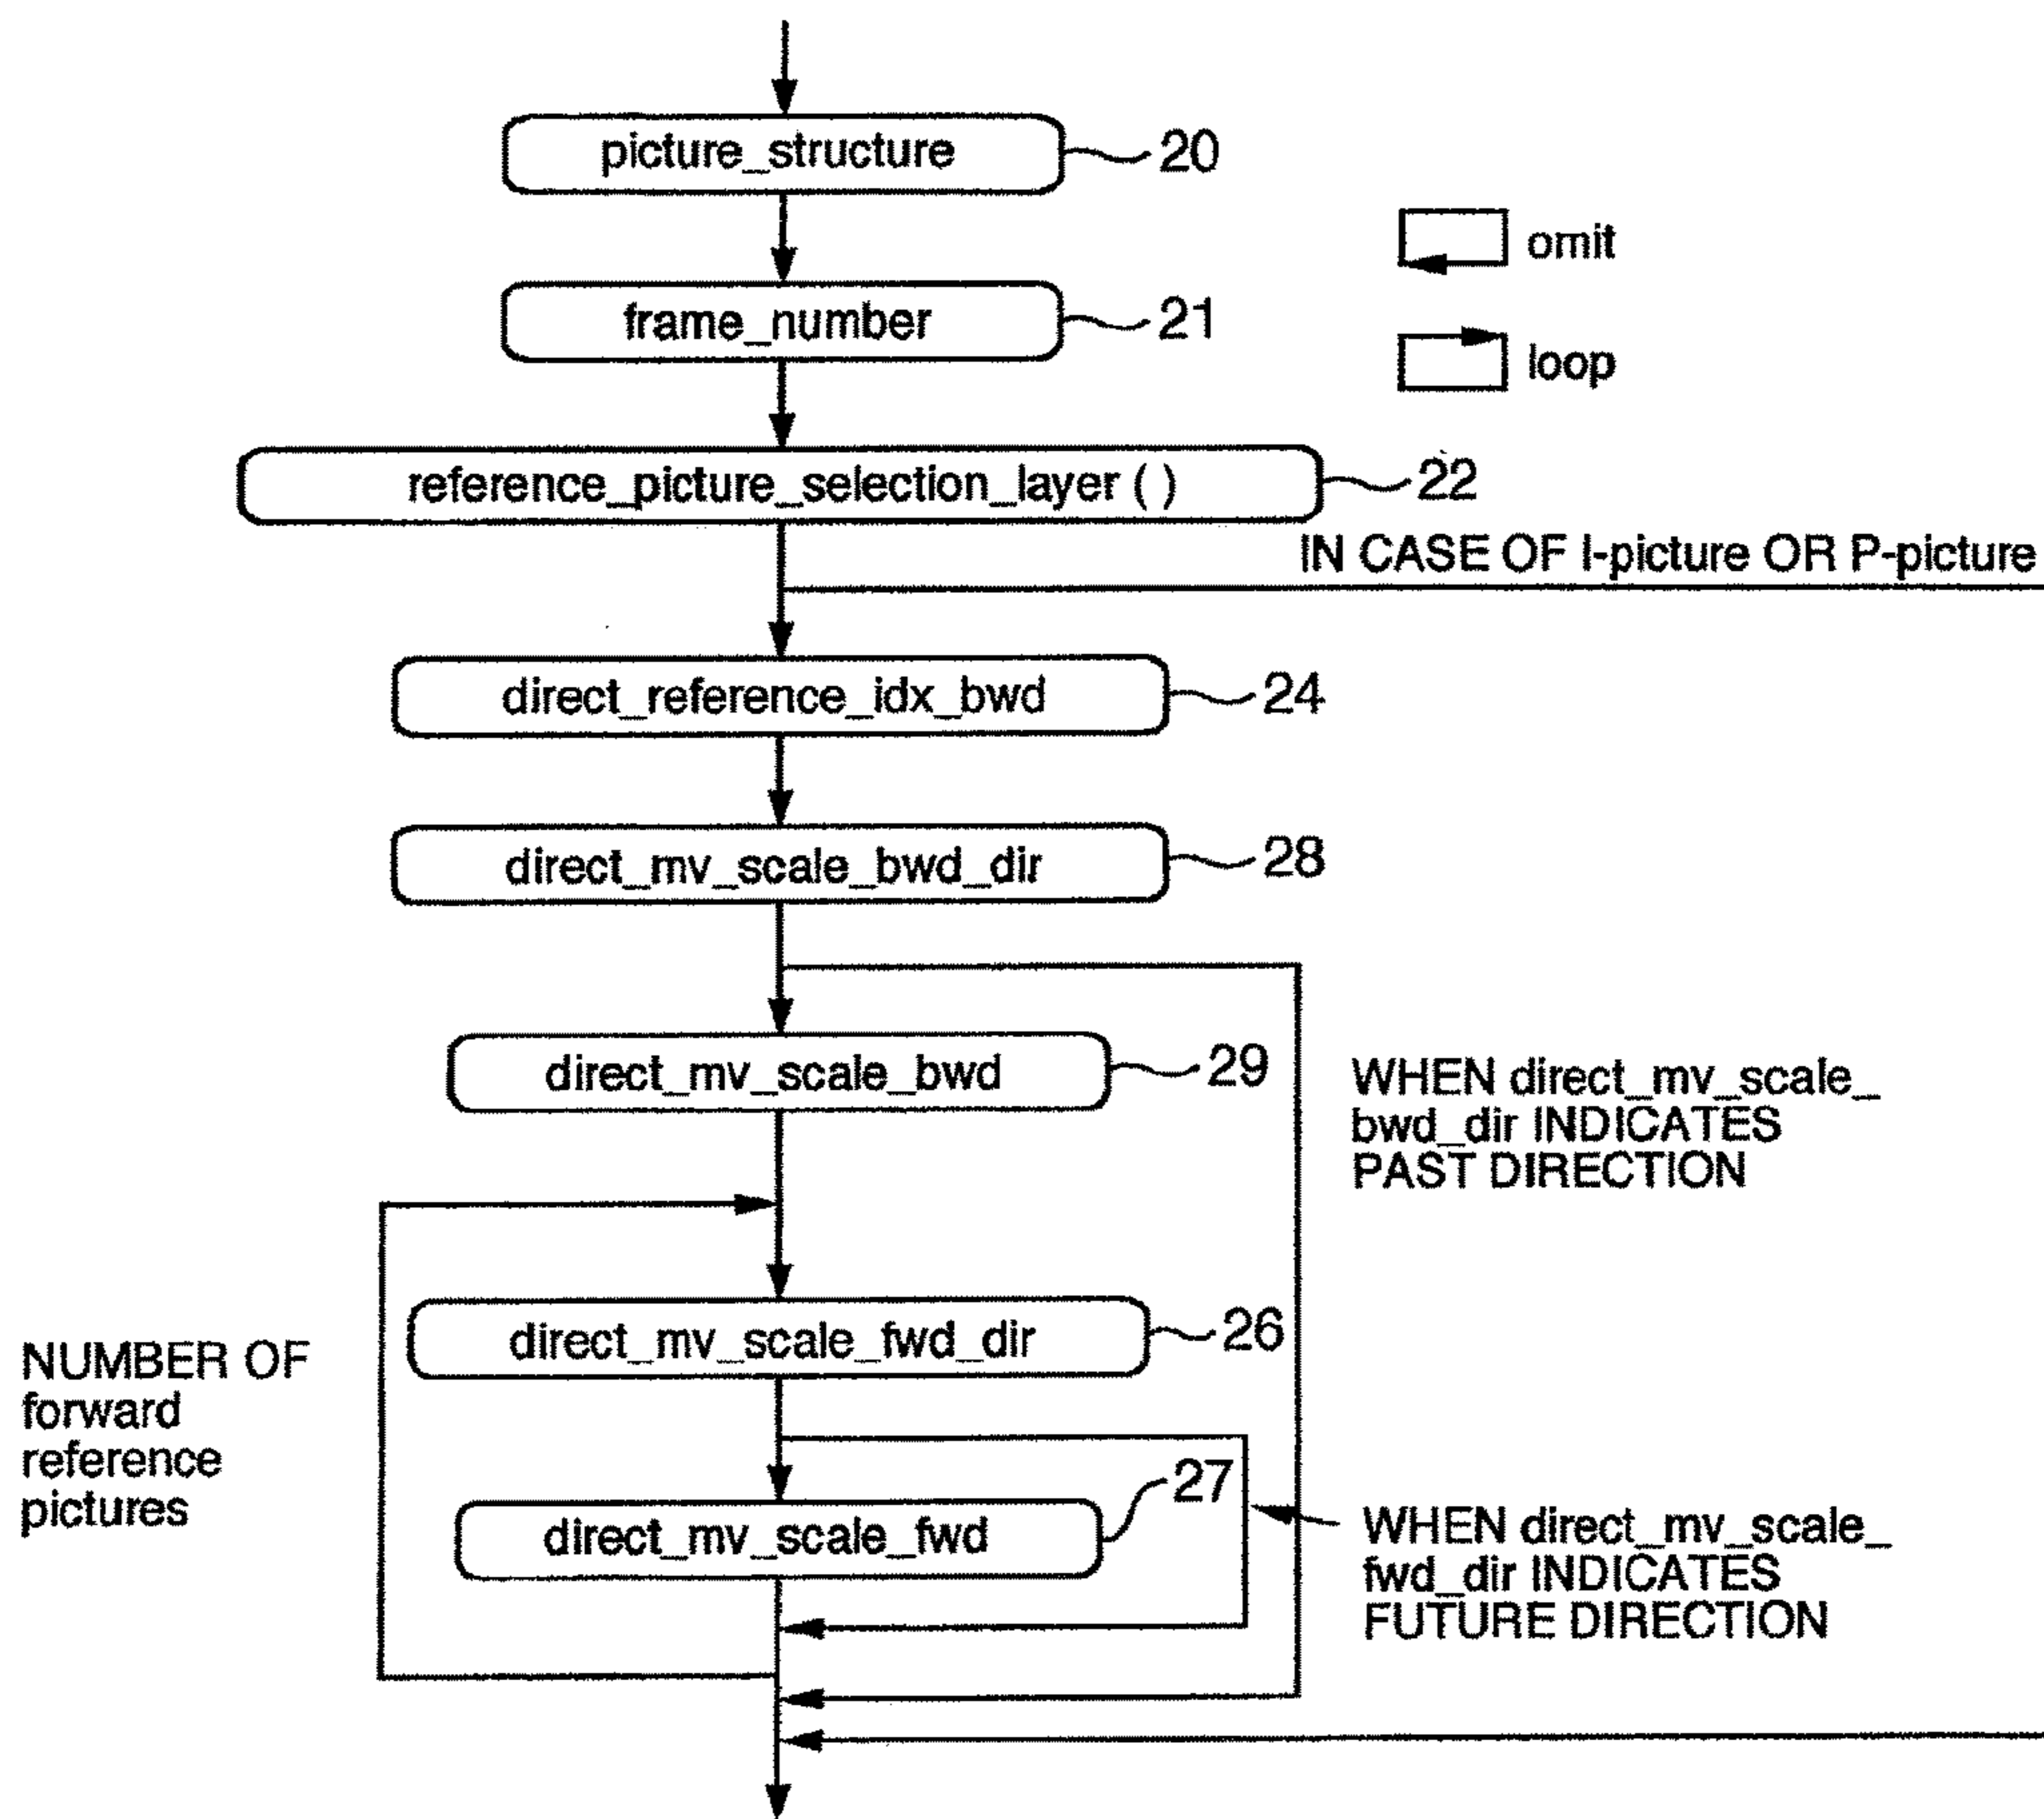 picture_structure 20
frame_number 21
omit
loop
reference_picture_selection_layer ( ) 22
IN CASE OF I-picture OR P-picture
direct_reference_idx_bwd 24
direct_mv_scale_bwd_dir 28
direct_mv_scale_bwd 29
WHEN direct_mv_scale_
bwd_dir INDICATES
PAST DIRECTION
direct_mv_scale_fwd_dir 26
NUMBER OF
forward
reference
pictures
direct_mv_scale_fwd 27
WHEN direct_mv_scale_
fwd_dir INDICATES
FUTURE DIRECTION